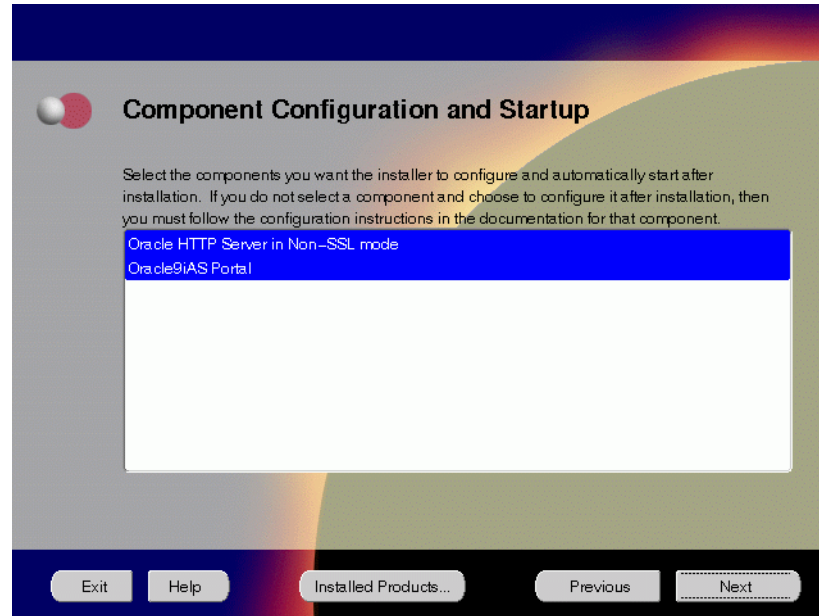 Component Configuration and Startup
Select the components you want the installer to configure and automatically start after
installation. If you do not select a component and choose to configure it after installation, then
you must follow the configuration instructions in the documentation for that component.
Oracle HTTP Server in Non-SSL mode
Oracle9iAS Portal
Exit
Help
Installed Products...
Previous
Next